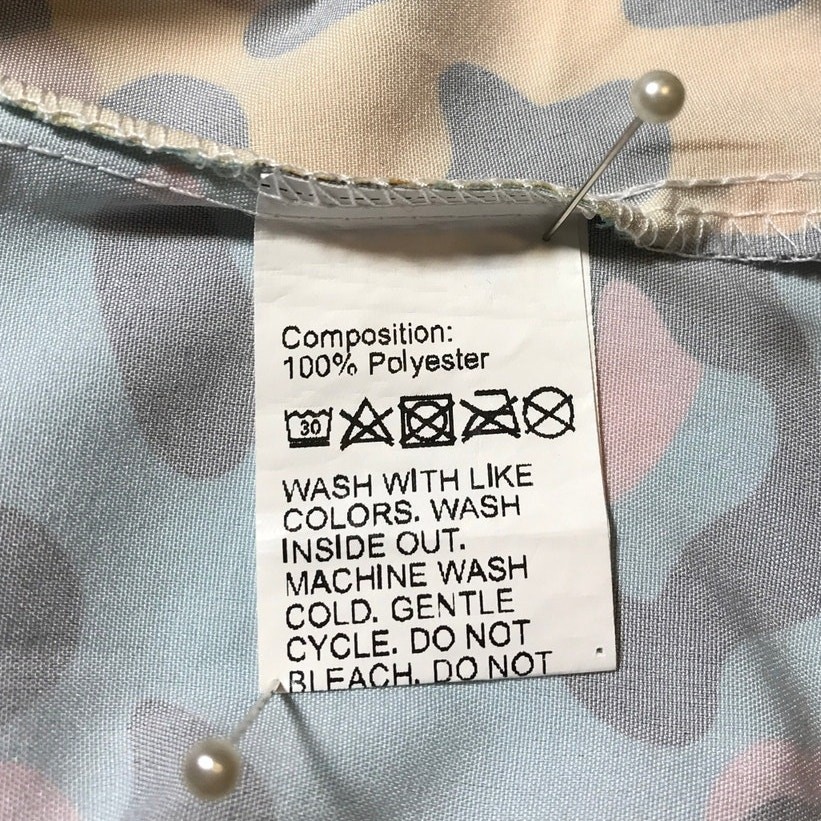 Composition:
100% Polyester
30
WASH WITH LIKE
COLORS. WASH
INSIDE OUT.
MACHINE WASH
COLD. GENTLE
CYCLE. DO NOT
BLEACH. DO NOT